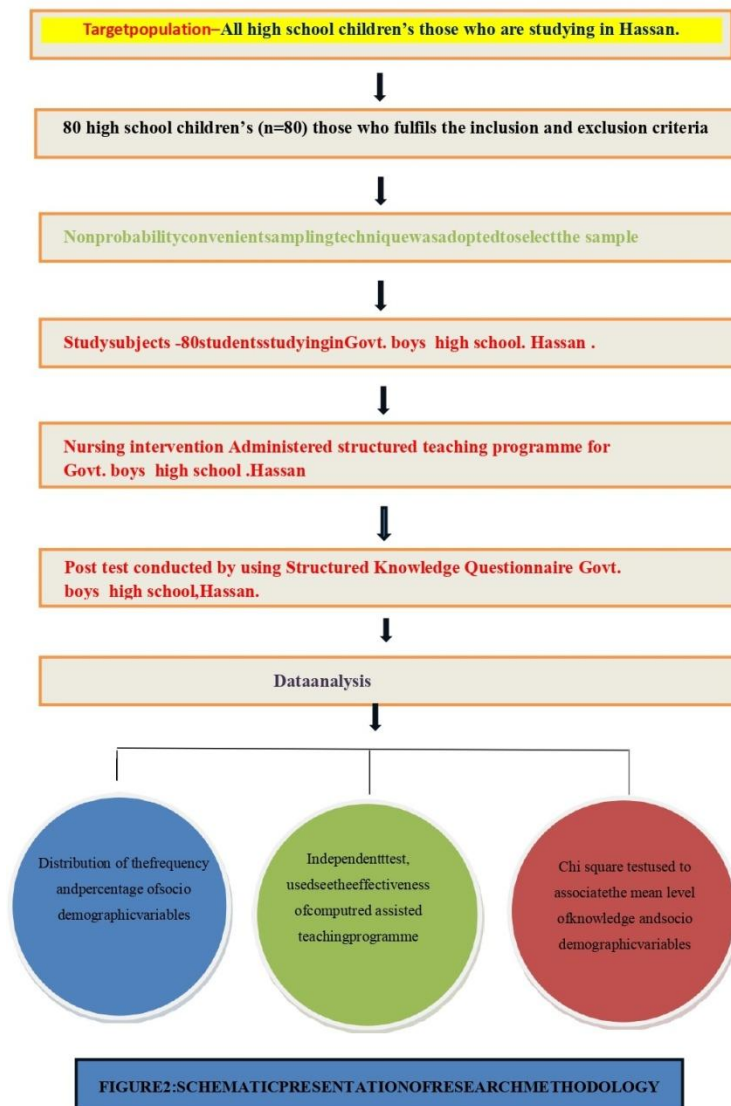 Targetpopulation–All high school children's those who are studying in Hassan.
80 high school children's (n=80) those who fulfils the inclusion and exclusion criteria
Nonprobabilityconvenientsamplingtechniquewasadoptedtoselectthe sample
Studysubjects -80studentsstudyinginGovt. boys high school. Hassan .
Nursing intervention Administered structured teaching programme for
Govt. boys high school .Hassan
Post test conducted by using Structured Knowledge Questionnaire Govt.
boys high school,Hassan.
Dataanalysis
Distribution of thefrequency
andpercentage ofsocio
demographicvariables
Independentttest,
usedseetheeffectiveness
ofcomputred assisted
teachingprogramme
Chi square testused to
associatethe mean level
ofknowledge andsocio
demographicvariables
FIGURE2:SCHEMATICPRESENTATIONOFRESEARCHMETHODOLOGY